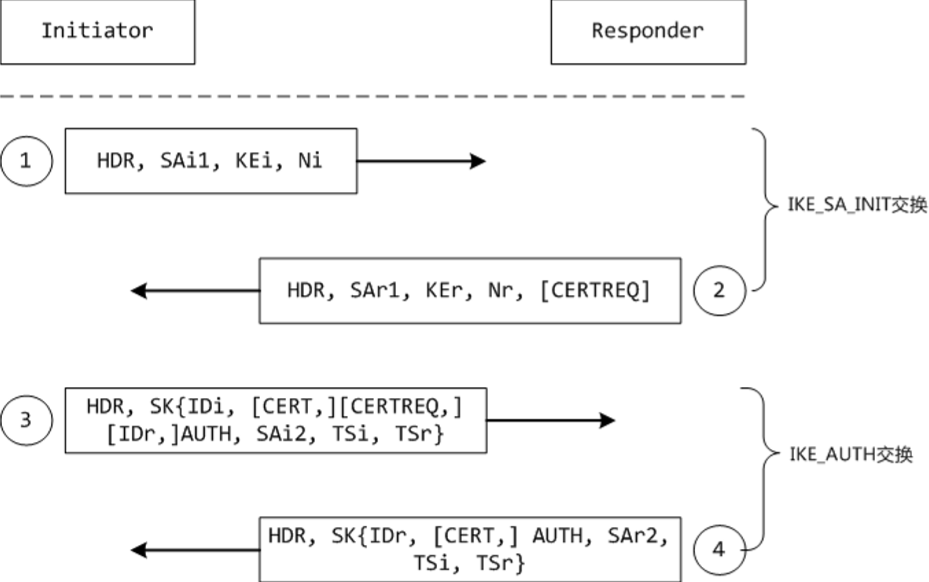 Initiator
Responder
1
HDR, SAi1, KEi, Ni
IKE_SA_INIT交换
HDR, SAr1, KEr, Nr, [CERTREQ]
2
3
HDR, SK{IDi, [CERT,][CERTREQ,]
[IDr,]AUTH, SAi2, TSi, TSr}
IKE_AUTH交换
HDR, SK{IDr, [CERT,] AUTH, SAr2,
TSi, TSr}
4